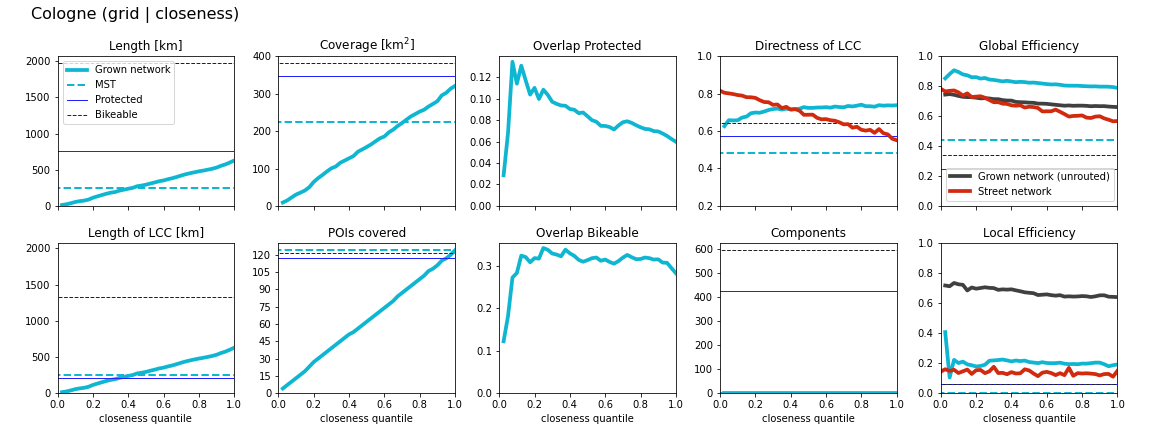 Cologne (grid | closeness)
Length [km]
2000
1500
1000
500
0
Grown network
MST
Protected
Bikeable
Coverage [km²]
400
300
200
100
0
Overlap Protected
0.12
0.10
0.08
0.06
0.04
0.02
0.00
Directness of LCC
1.0
0.8
0.6
0.4
0.2
Global Efficiency
1.0
0.8
0.6
0.4
0.2
0.0
Grown network (unrouted)
Street network
Length of LCC [km]
2000
1500
1000
500
0
0.0 0.2 0.4 0.6 0.8 1.0
closeness quantile
POIs covered
120
105
90
75
60
45
30
15
0
0.0 0.2 0.4 0.6 0.8 1.0
closeness quantile
Overlap Bikeable
0.3
0.2
0.1
0.0
0.0 0.2 0.4 0.6 0.8 1.0
closeness quantile
Components
600
500
400
300
200
100
0
0.0 0.2 0.4 0.6 0.8 1.0
closeness quantile
Local Efficiency
1.0
0.8
0.6
0.4
0.2
0.0
0.0 0.2 0.4 0.6 0.8 1.0
closeness quantile